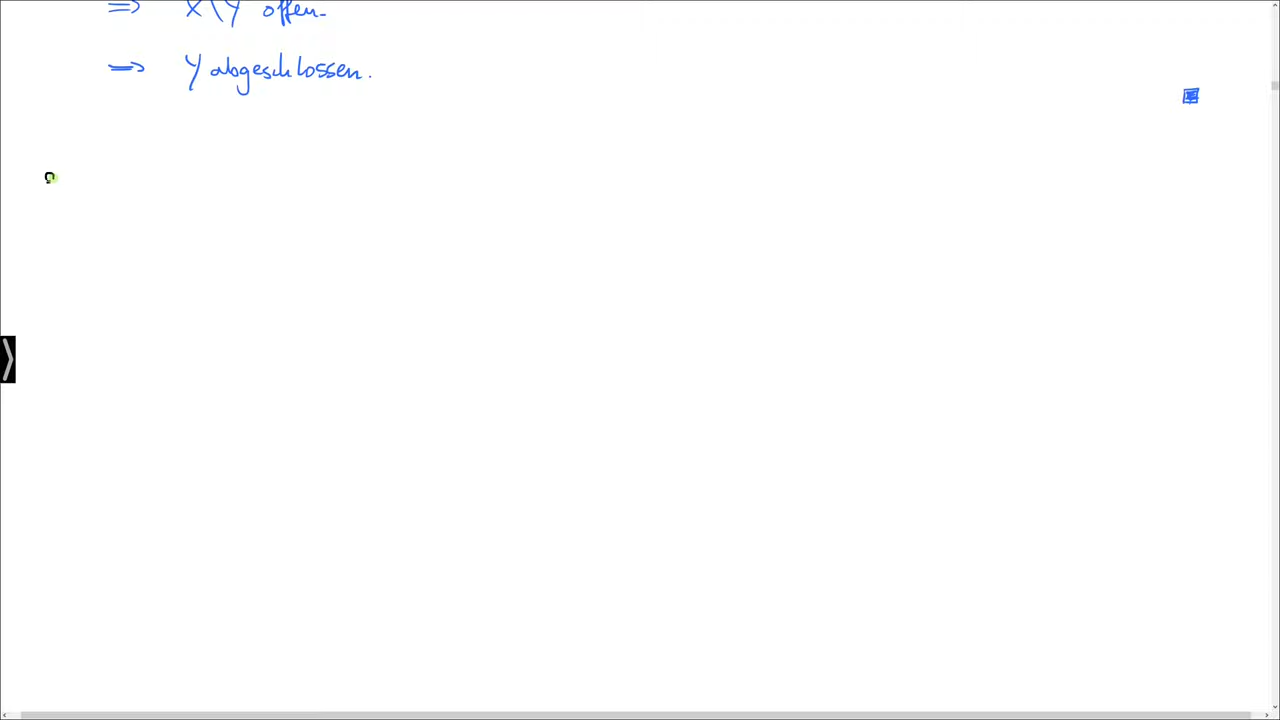 ⇒ X \ Y offen.
⇒ Y abgeschlossen.